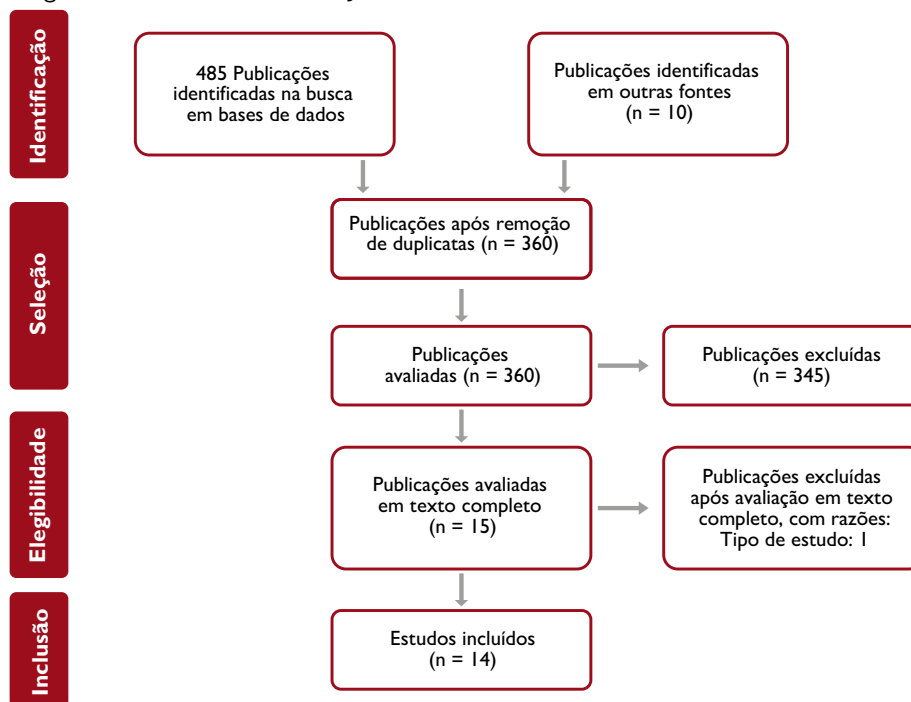 Identificação
485 Publicações
identificadas na busca
em bases de dados
Publicações identificadas
em outras fontes
(n = 10)
Seleção
Publicações após remoção
de duplicatas (n = 360)
Publicações
avaliadas (n = 360)
Publicações excluídas
(n = 345)
Elegibilidade
Publicações avaliadas
em texto completo
(n = 15)
Publicações excluídas
após avaliação em texto
completo, com razões:
Tipo de estudo: 1
Inclusão
Estudos incluídos
(n = 14)